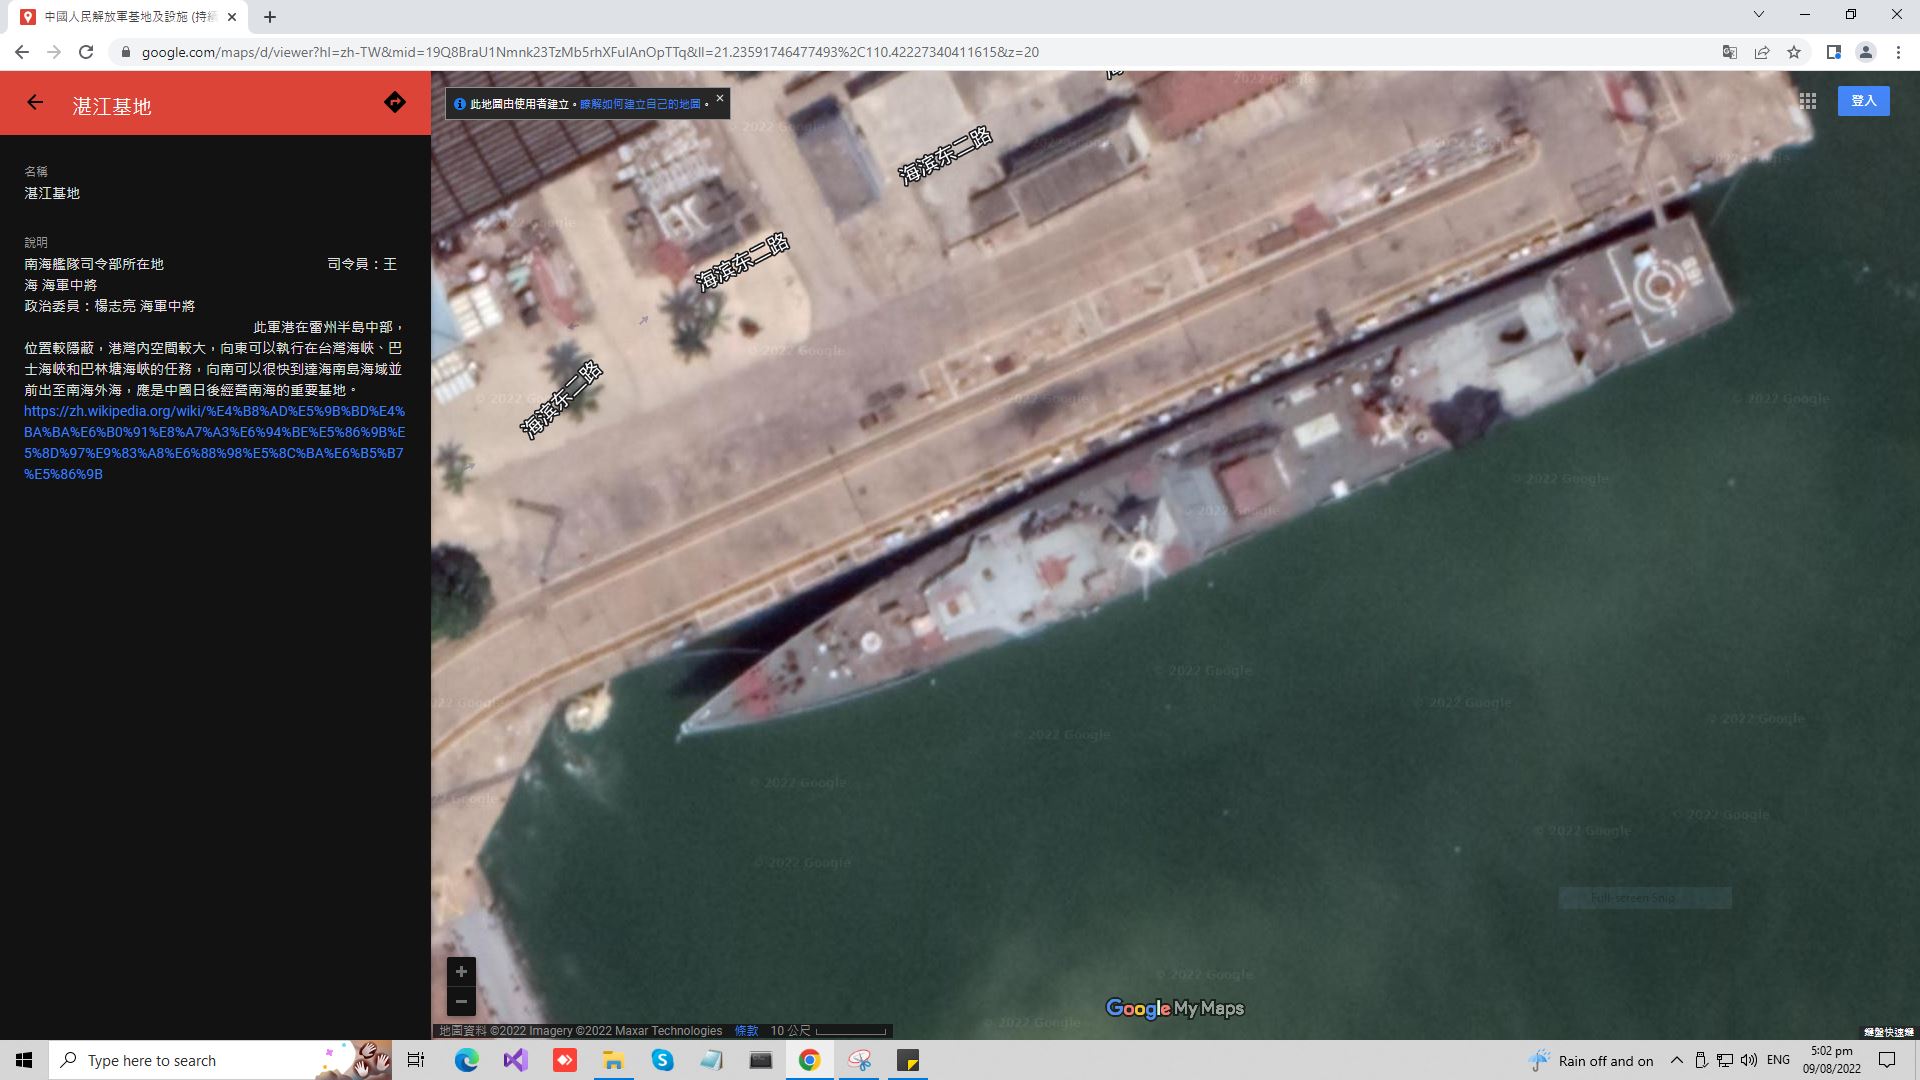 中國人民解放軍基地及設施 (持續
google.com/maps/d/viewer?hl=zh-TW&mid=19Q8BraU1Nmnk23TzMb5rhXFulAnOpTTq&ll=21.23591746477493%2C110.42227340411615&z=20
湛江基地
此地圖由使用者建立。瞭解如何建立自己的地圖。
登入
名稱
湛江基地
說明
南海艦隊司令部所在地 司令員：王
海 海軍中將
政治委員：楊志亮 海軍中將
此軍港在雷州半島中部，
位置較隱蔽，港灣內空間較大，向東可以執行在台灣海峽、巴
士海峽和巴林塘海峽的任務，向南可以很快到達海南島海域並
前出至南海外海，應是中國日後經營南海的重要基地。
https://zh.wikipedia.org/wiki/%E4%B8%AD%E5%9B%BD%E4%
BA%BA%E6%B0%91%E8%A7%A3%E6%94%BE%E5%86%9B%E
5%8D%97%E9%83%A8%E6%88%98%E5%8C%BA%E6%B5%B7
%E5%86%9B
海滨东二路
海滨东二路
海滨东二路
168
© 2022 Google
Full-screen Snip
Google My Maps
地圖資料 ©2022 Imagery ©2022 Maxar Technologies 條款 10 公尺
鍵盤快速鍵
Type here to search
Rain off and on
ENG
5:02 pm
09/08/2022